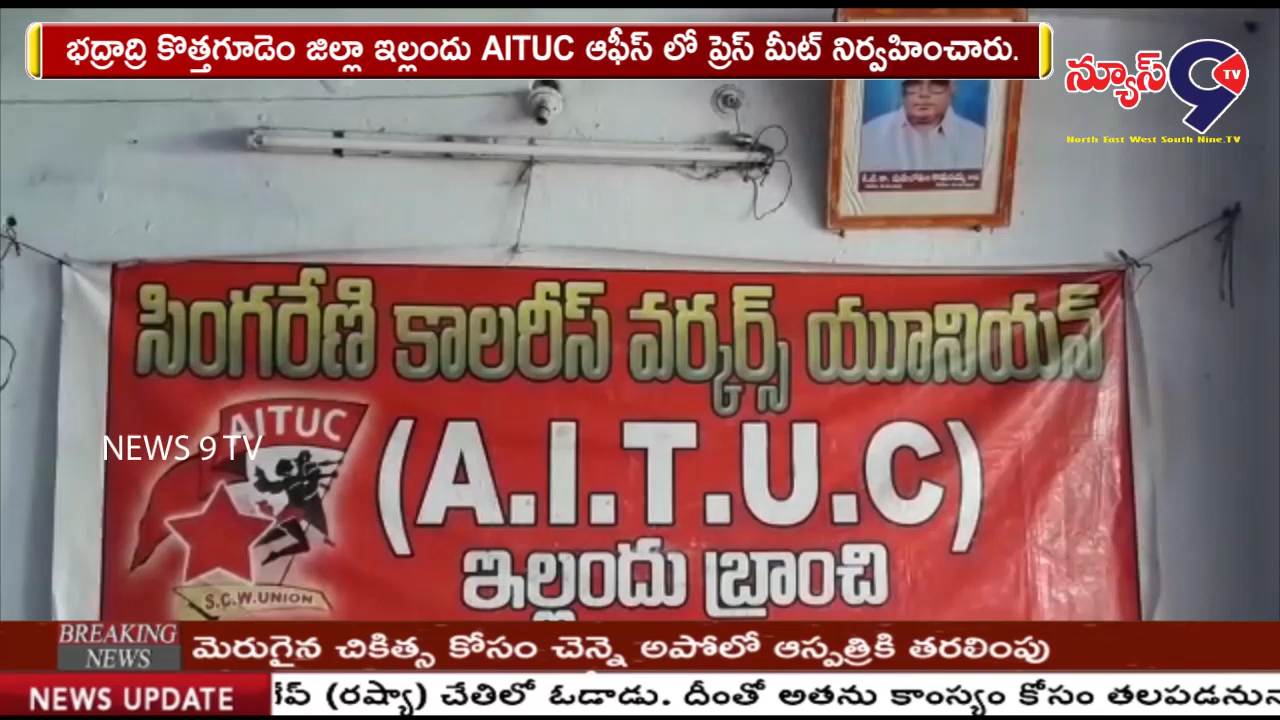 భద్రాద్రి కొత్తగూడెం జిల్లా ఇల్లందు AITUC ఆఫీస్ లో ప్రెస్ మీట్ నిర్వహించారు.
న్యూస్ 9 TV
North East West South Nine.TV
సింగరేణి కాలరీస్ వర్కర్స్ యూనియన్
AITUC
NEWS 9 TV
(A.I.T.U.C)
ఇల్లందు బ్రాంచి
S.C.W.UNION
BREAKING NEWS మెరుగైన చికిత్స కోసం చెన్నై అపోలో ఆస్పత్రికి తరలింపు
NEWS UPDATE (రష్యా) చేతిలో ఓడాడు. దీంతో అతను కాంస్యం కోసం తలపడను